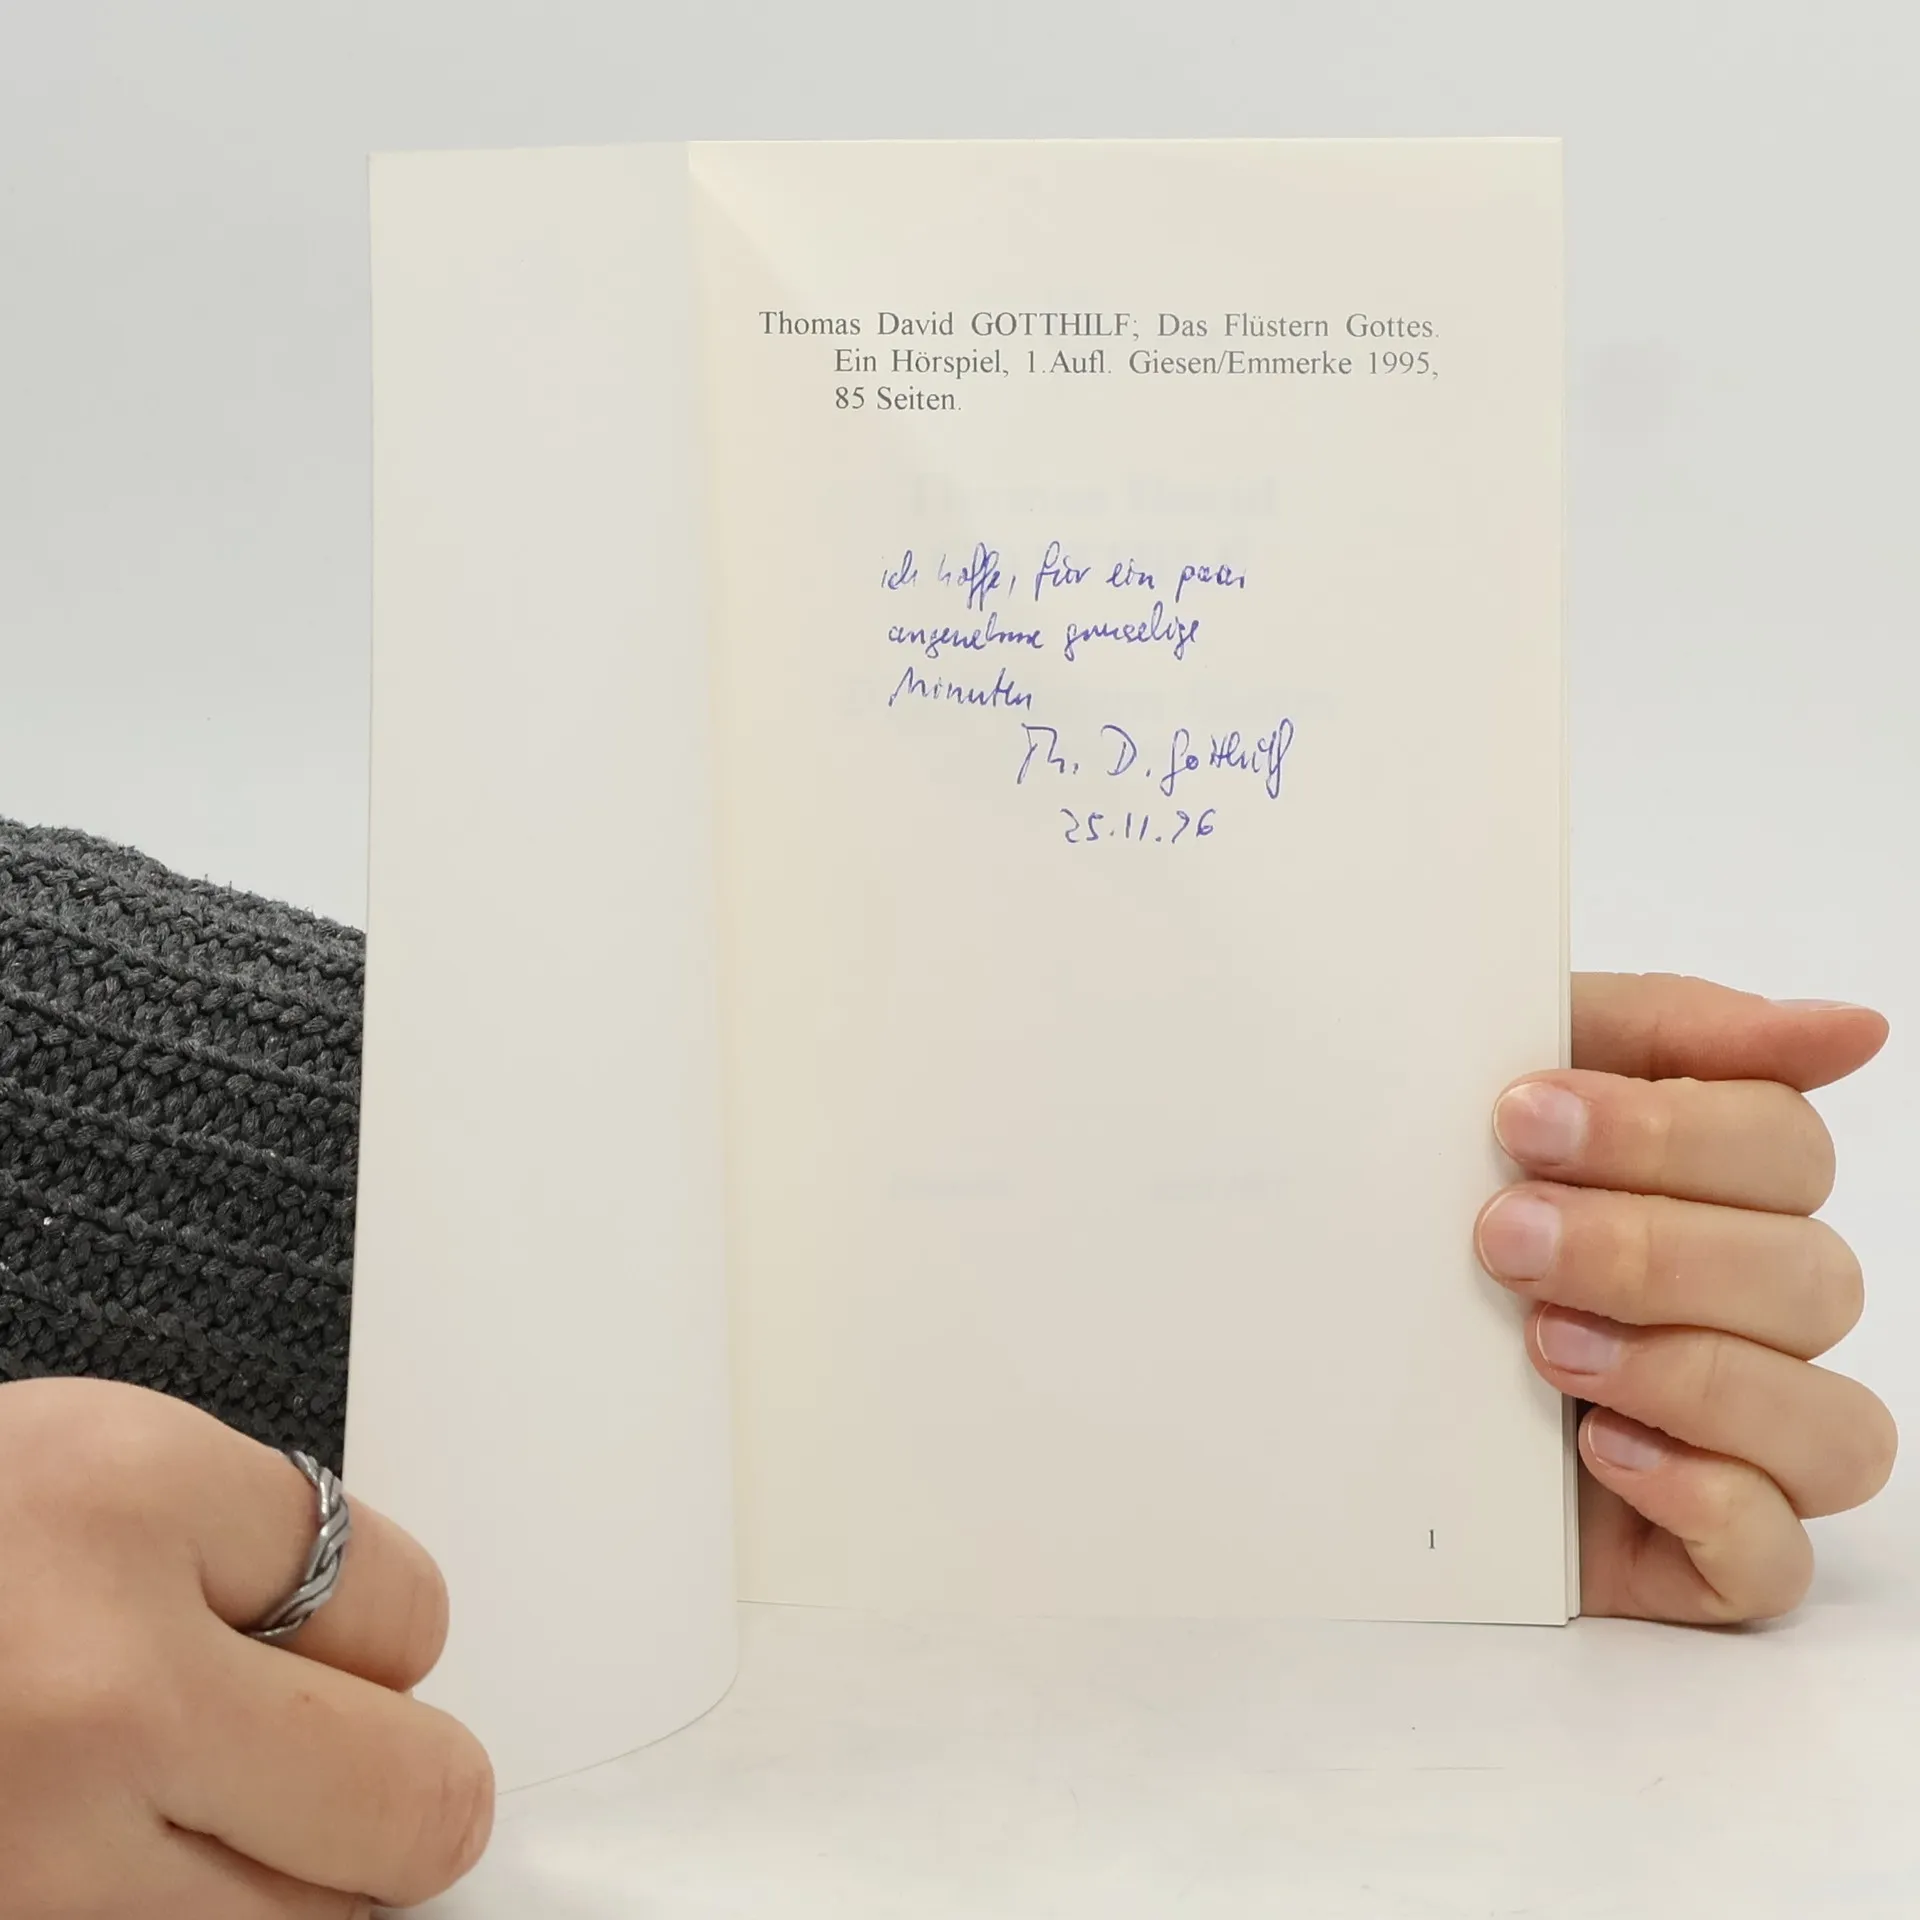 Thomas David GOTTHILF; Das Flüstern Gottes.
Ein Hörspiel, 1.Aufl. Giesen/Emmerke 1995,
85 Seiten.
ich hoffe, für ein paar
angenehme gruselige
Minuten
Th. D. Gotthilf
25.11.96
1